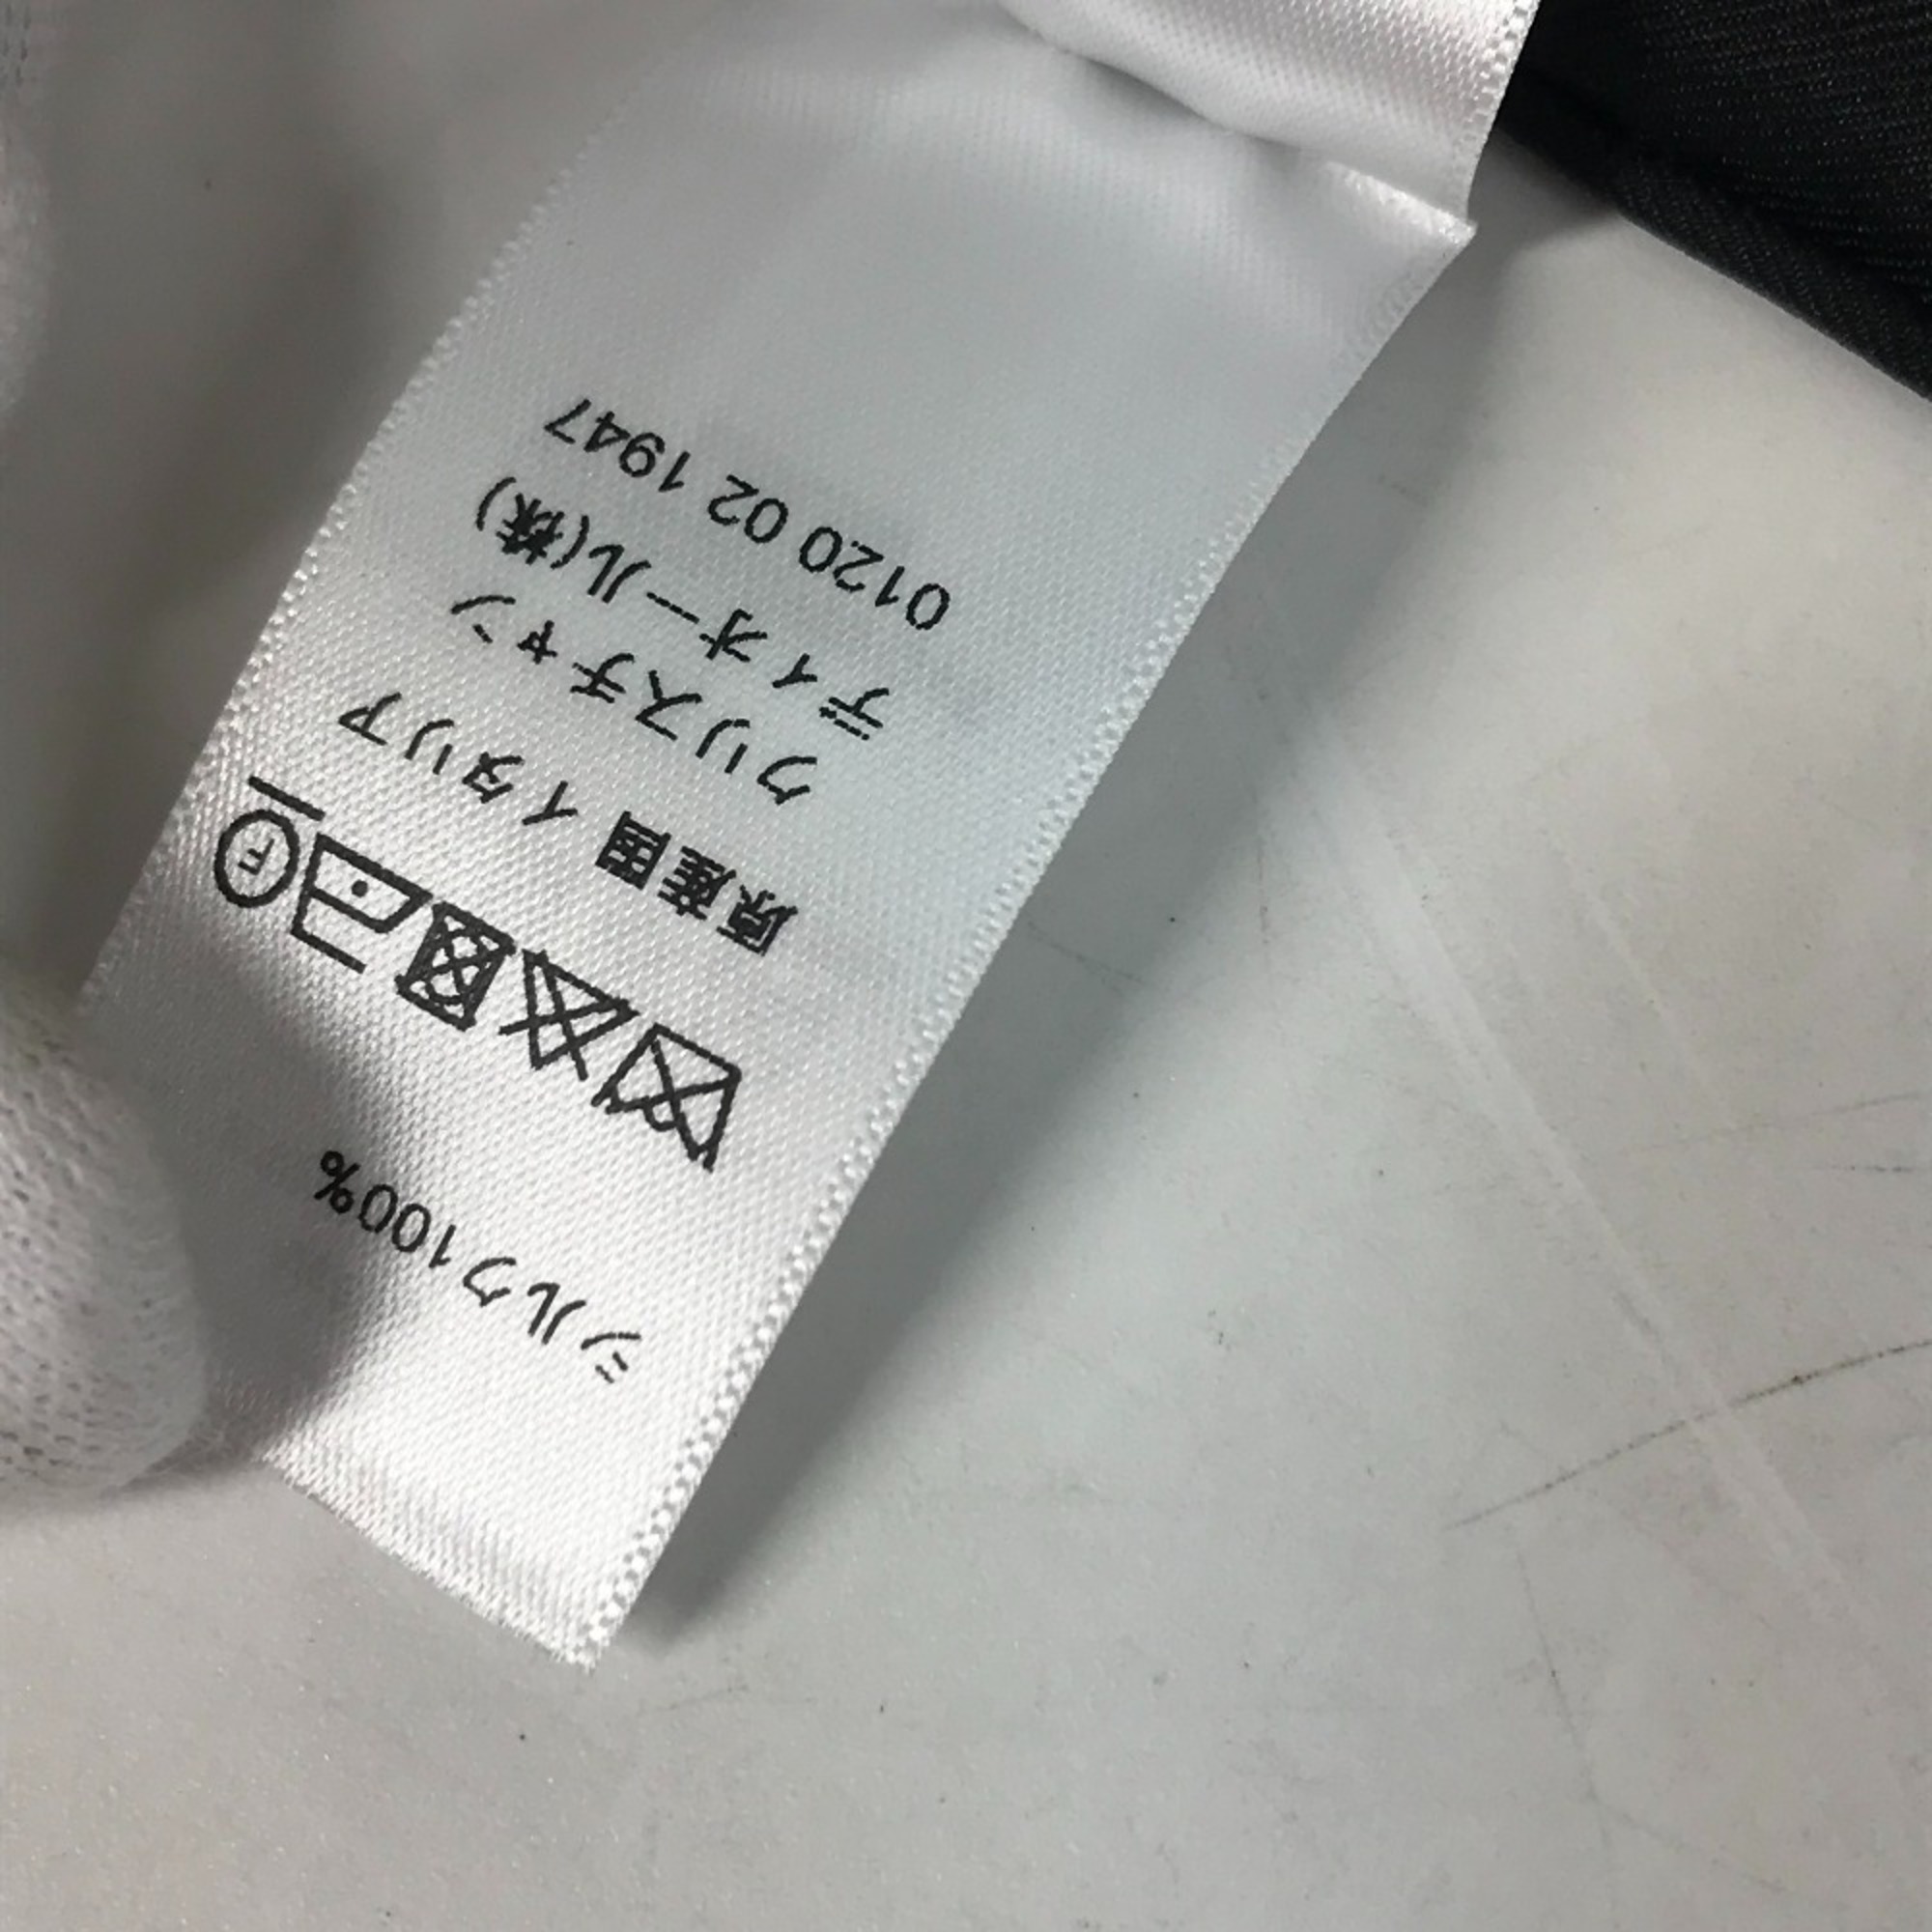 シルク100%
F
原産国 イタリア
クリスチャン
ディオール(株)
0120 02 1947